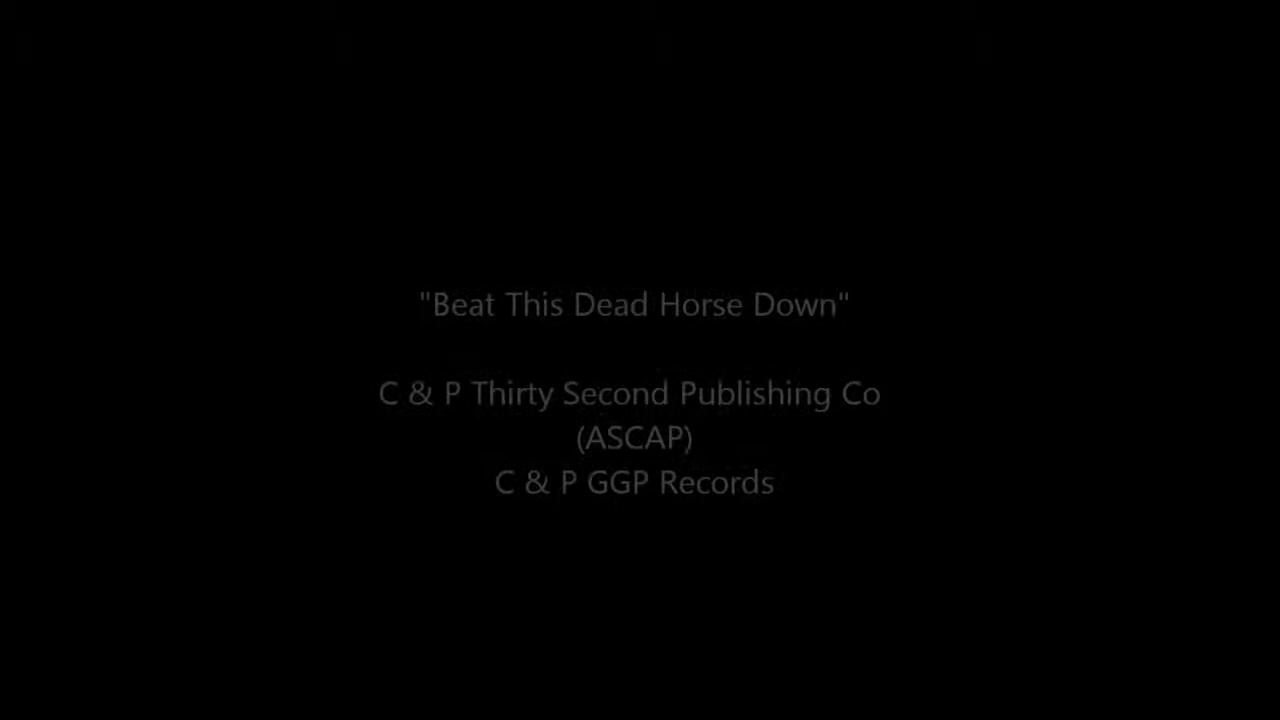 "Beat This Dead Horse Down"
C & P Thirty Second Publishing Co
(ASCAP)
C & P GGP Records